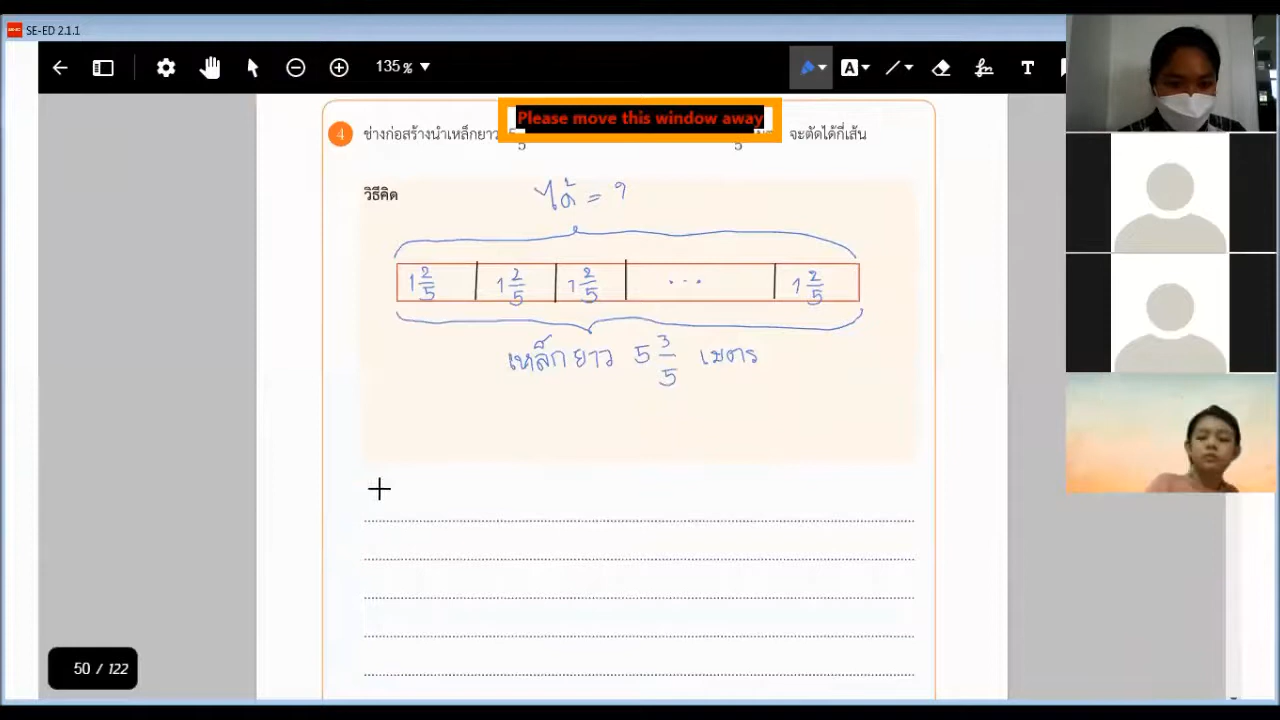 SE-ED 2.1.1
135 %
A
T
Please move this window away
4 ช่างก่อสร้างนำเหล็กยาว 5 5 จะตัดได้กี่เส้น
วิธีคิด
ได้ = ?
1 2/5 1 2/5 1 2/5 ... 1 2/5
เหล็กยาว 5 3/5 เมตร
50 / 122